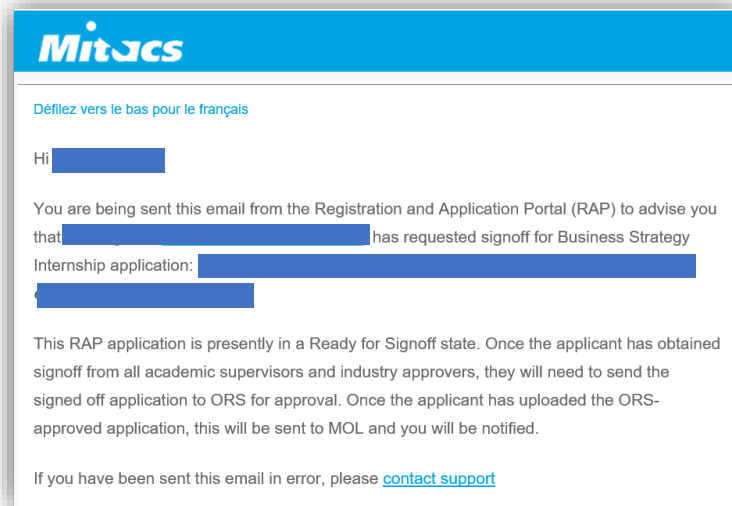 Mitacs
Défilez vers le bas pour le français
Hi
You are being sent this email from the Registration and Application Portal (RAP) to advise you
that has requested signoff for Business Strategy
Internship application:
This RAP application is presently in a Ready for Signoff state. Once the applicant has obtained
signoff from all academic supervisors and industry approvers, they will need to send the
signed off application to ORS for approval. Once the applicant has uploaded the ORS-
approved application, this will be sent to MOL and you will be notified.
If you have been sent this email in error, please contact support